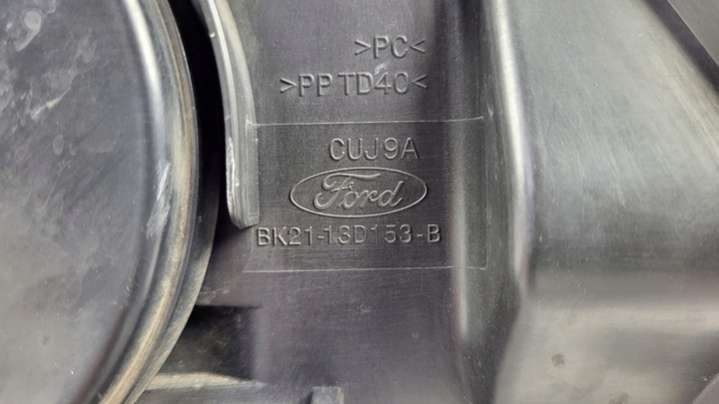 >PC<
>PP TD40<
CUJ9A
Ford
BK21-13D153-B